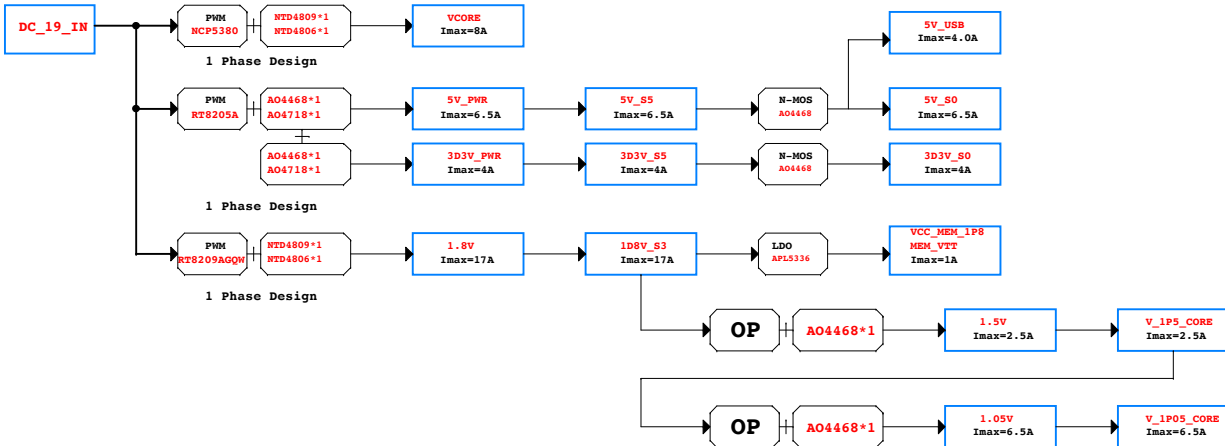 DC_19_IN
PWM
NCP5380
NTD4809*1
NTD4806*1
VCORE
Imax=8A
1 Phase Design
5V_USB
Imax=4.0A
PWM
RT8205A
AO4468*1
AO4718*1
5V_PWR
Imax=6.5A
5V_S5
Imax=6.5A
N-MOS
AO4468
5V_S0
Imax=6.5A
AO4468*1
AO4718*1
3D3V_PWR
Imax=4A
3D3V_S5
Imax=4A
N-MOS
AO4468
3D3V_S0
Imax=4A
1 Phase Design
PWM
RT8209AGQW
NTD4809*1
NTD4806*1
1.8V
Imax=17A
1D8V_S3
Imax=17A
LDO
APL5336
VCC_MEM_1P8
MEM_VTT
Imax=1A
1 Phase Design
OP
AO4468*1
1.5V
Imax=2.5A
V_1P5_CORE
Imax=2.5A
OP
AO4468*1
1.05V
Imax=6.5A
V_1P05_CORE
Imax=6.5A